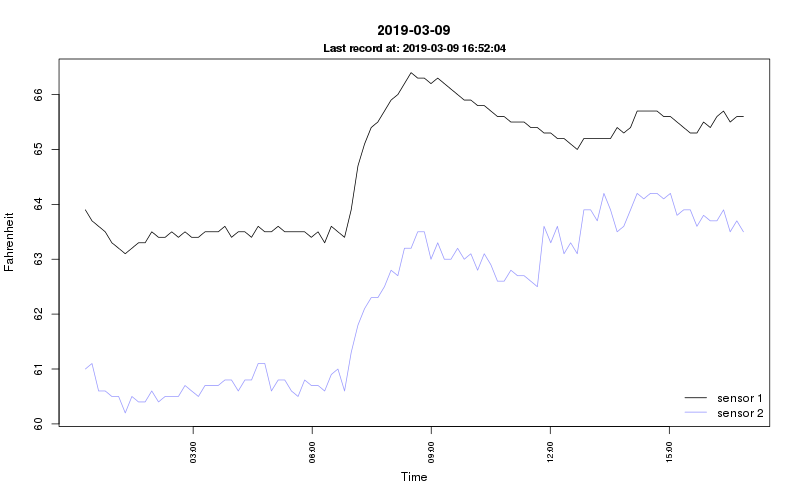 2019-03-09
Last record at: 2019-03-09 16:52:04
Fahrenheit
66
65
64
63
62
61
60
sensor 1
sensor 2
03:00 06:00 09:00 12:00 15:00
Time